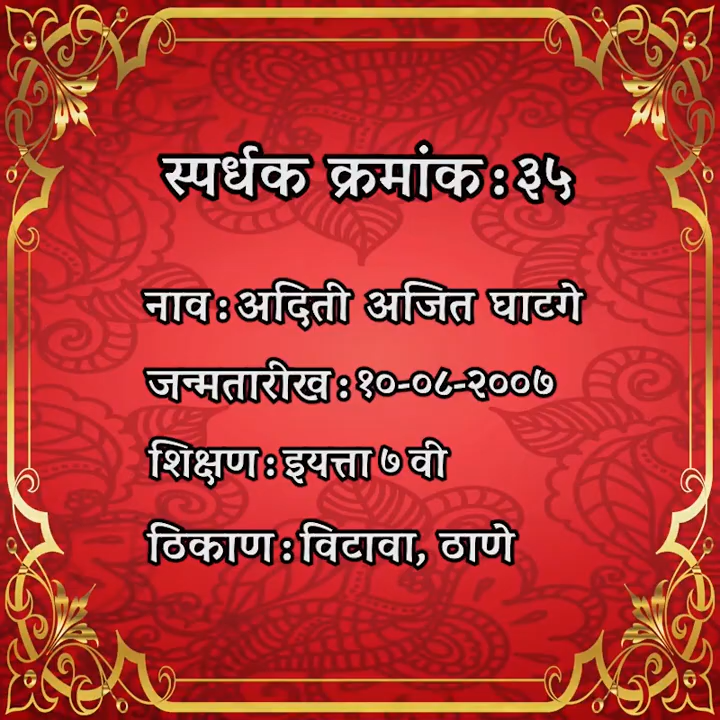 स्पर्धक क्रमांक : ३५
नाव : अदिती अजित घाटगे
जन्मतारीख : १०-०८-२००७
शिक्षण : इयत्ता ७ वी
ठिकाण : विटावा, ठाणे